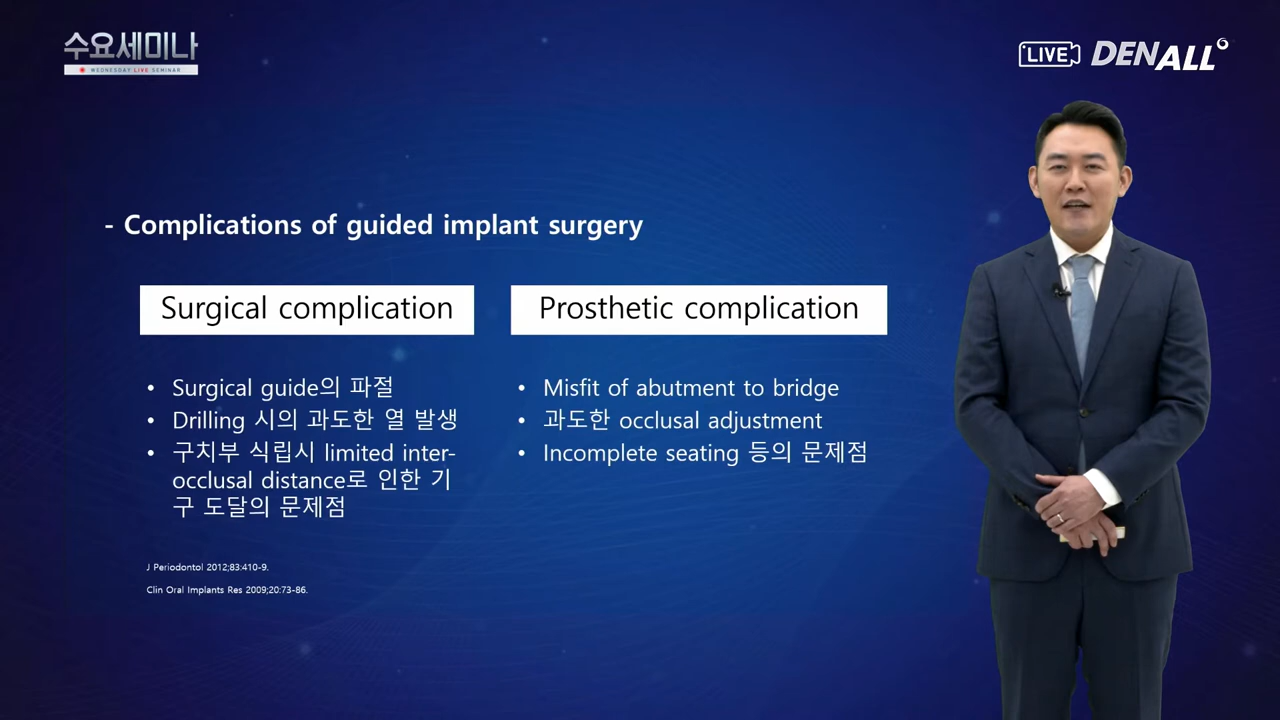 수요세미나
WEDNESDAY LIVE SEMINAR
LIVE DENALL
- Complications of guided implant surgery
Surgical complication
• Surgical guide의 파절
• Drilling 시의 과도한 열 발생
• 구치부 식립시 limited inter-
occlusal distance로 인한 기
구 도달의 문제점
Prosthetic complication
• Misfit of abutment to bridge
• 과도한 occlusal adjustment
• Incomplete seating 등의 문제점
J Periodontol 2012;83:410-9.
Clin Oral Implants Res 2009;20:73-86.